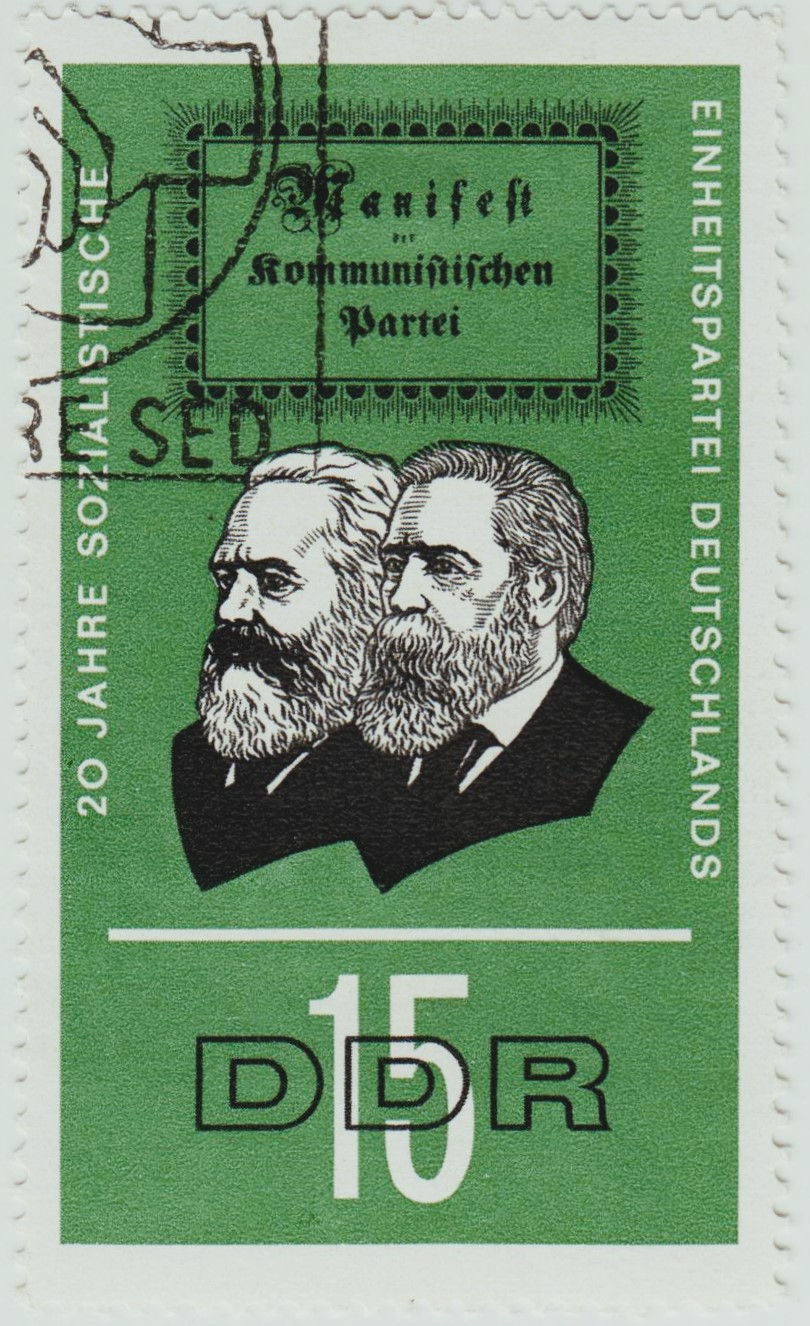 20 JAHRE SOZIALISTISCHE
EINHEITSPARTEI DEUTSCHLANDS
Manifest
der
Kommunistischen
Partei
SED
15
DDR